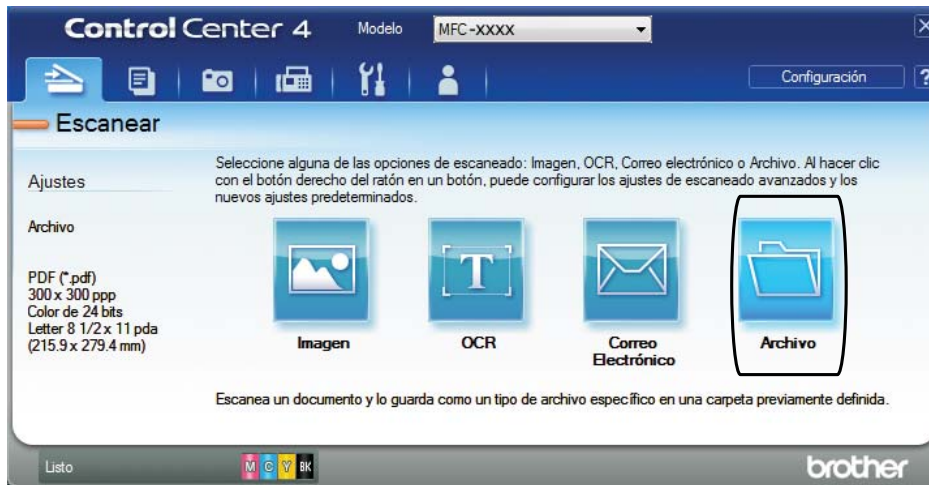 Control Center 4 Modelo MFC-XXXX X
Configuración ?
Escanear
Ajustes
Archivo
PDF (*.pdf)
300 x 300 ppp
Color de 24 bits
Letter 8 1/2 x 11 pda
(215.9 x 279.4 mm)
Seleccione alguna de las opciones de escaneado: Imagen, OCR, Correo electrónico o Archivo. Al hacer clic
con el botón derecho del ratón en un botón, puede configurar los ajustes de escaneado avanzados y los
nuevos ajustes predeterminados.
T
Imagen OCR Correo Electrónico Archivo
Escanea un documento y lo guarda como un tipo de archivo específico en una carpeta previamente definida.
Listo M C Y BK brother